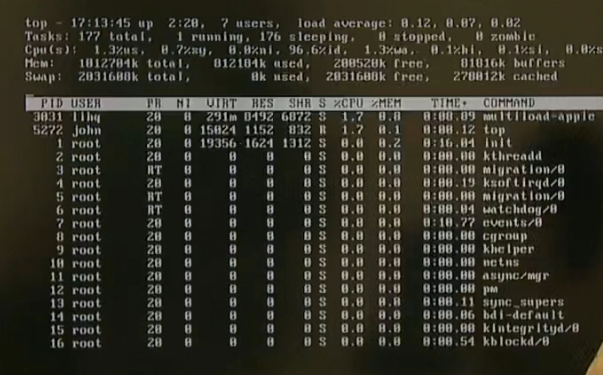 top - 17:13:45 up  2:20,  7 users,  load average: 0.12, 0.07, 0.02
Tasks: 177 total,   1 running, 176 sleeping,   0 stopped,   0 zombie
Cpu(s):  1.3%us,  0.7%sy,  0.0%ni, 96.6%id,  1.3%wa,  0.1%hi,  0.1%si,  0.0%s
Mem:   1012704k total,   812184k used,   200520k free,    81816k buffers
Swap:  2031608k total,        0k used,  2031608k free,   278012k cached
PID USER      PR  NI  VIRT  RES  SHR S %CPU %MEM    TIME+  COMMAND
3031 llhq      20   0  291m 8492 6872 S  1.7  0.8   0:08.89 multiload-apple
5272 john      20   0 15024 1152  832 R  1.7  0.1   0:00.12 top
1 root      20   0 19356 1624 1312 S  0.0  0.2   0:16.04 init
2 root      20   0     0    0    0 S  0.0  0.0   0:00.00 kthreadd
3 root      RT   0     0    0    0 S  0.0  0.0   0:00.00 migration/0
4 root      20   0     0    0    0 S  0.0  0.0   0:00.19 ksoftirqd/0
5 root      RT   0     0    0    0 S  0.0  0.0   0:00.00 migration/0
6 root      RT   0     0    0    0 S  0.0  0.0   0:00.04 watchdog/0
7 root      20   0     0    0    0 S  0.0  0.0   0:10.77 events/0
8 root      20   0     0    0    0 S  0.0  0.0   0:00.00 cgroup
9 root      20   0     0    0    0 S  0.0  0.0   0:00.00 khelper
10 root      20   0     0    0    0 S  0.0  0.0   0:00.00 netns
11 root      20   0     0    0    0 S  0.0  0.0   0:00.00 async/mgr
12 root      20   0     0    0    0 S  0.0  0.0   0:00.00 pm
13 root      20   0     0    0    0 S  0.0  0.0   0:00.11 sync_supers
14 root      20   0     0    0    0 S  0.0  0.0   0:00.06 bdi-default
15 root      20   0     0    0    0 S  0.0  0.0   0:00.00 kintegrityd/0
16 root      20   0     0    0    0 S  0.0  0.0   0:00.54 kblockd/0